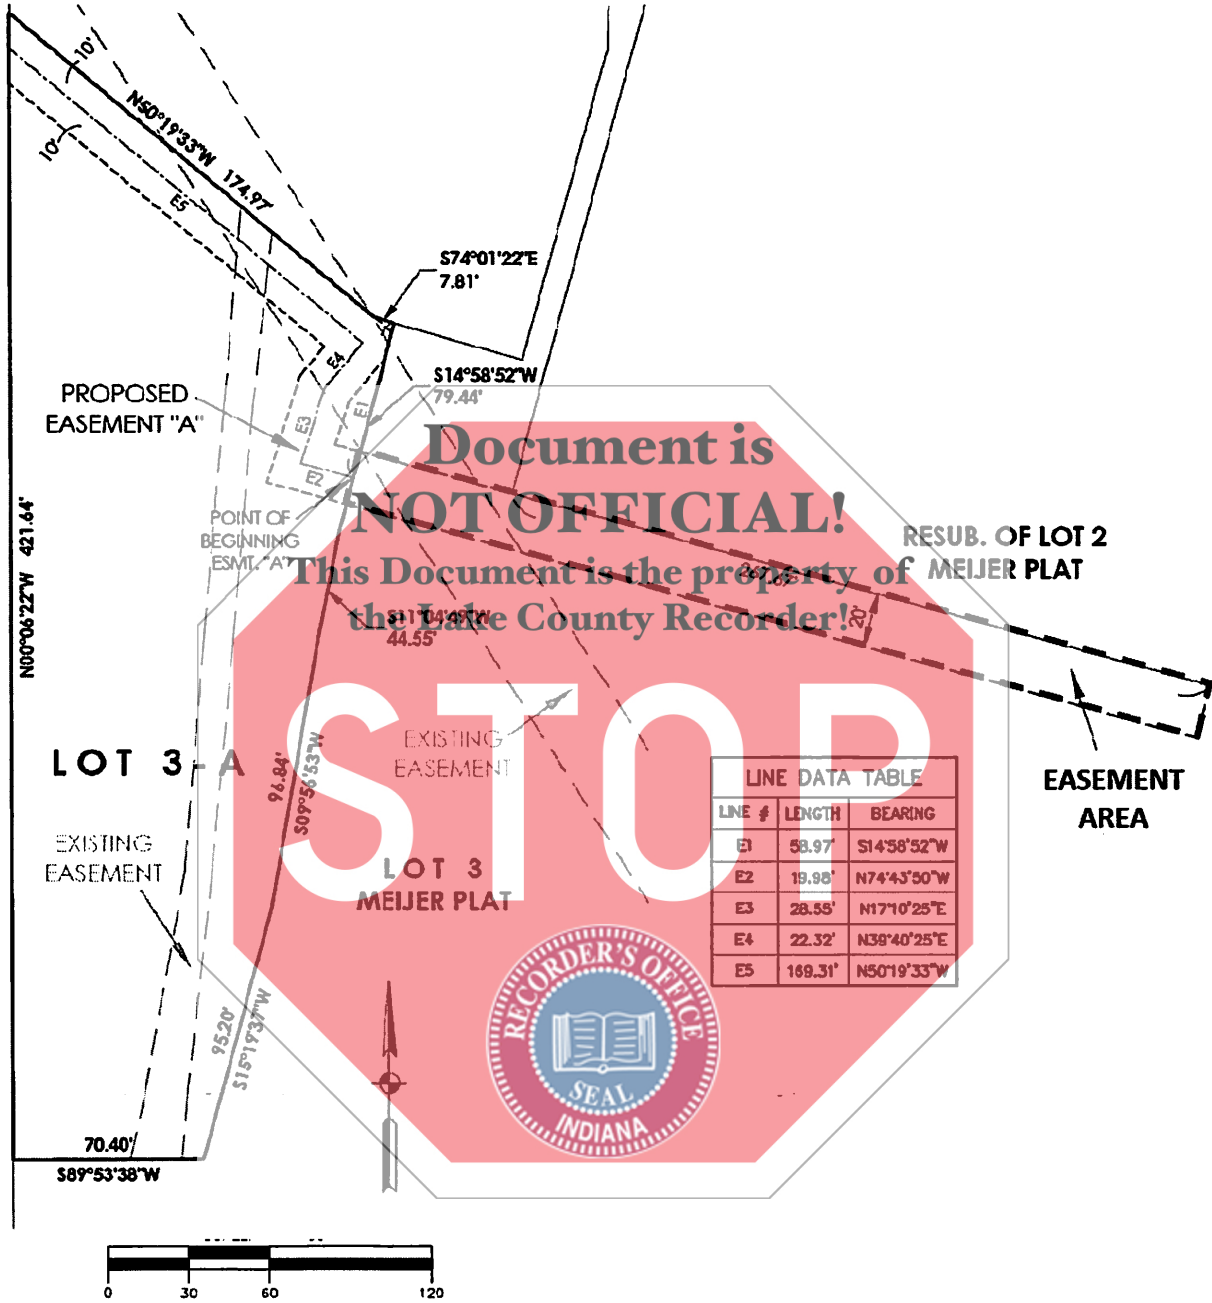 10'
N50°19'33"W 174.97'
10'
E5
S74°01'22"E
7.81'
E4
S14°58'52"W
79.44'
PROPOSED
EASEMENT "A"
E1
E3
E2
Document is
NOT OFFICIAL!
This Document is the property of
the Lake County Recorder!
POINT OF
BEGINNING
ESMT. "A"
N00°06'22"W 421.64'
RESUB. OF LOT 2
MEIJER PLAT
20'
S11°04'49"W
44.55'
STOP
EXISTING
EASEMENT
LOT 3-A
96.84'
S09°56'53"W
EASEMENT
AREA
LINE DATA TABLE
LINE # LENGTH BEARING
E1 58.97' S14°58'52"W
E2 19.98' N74°43'50"W
E3 28.55' N17°10'25"E
E4 22.32' N39°40'25"E
E5 169.31' N50°19'33"W
EXISTING
EASEMENT
LOT 3
MEIJER PLAT
RECORDER'S OFFICE
SEAL
INDIANA
95.20'
S15°19'37"W
70.40'
S89°53'38"W
0 30 60 120